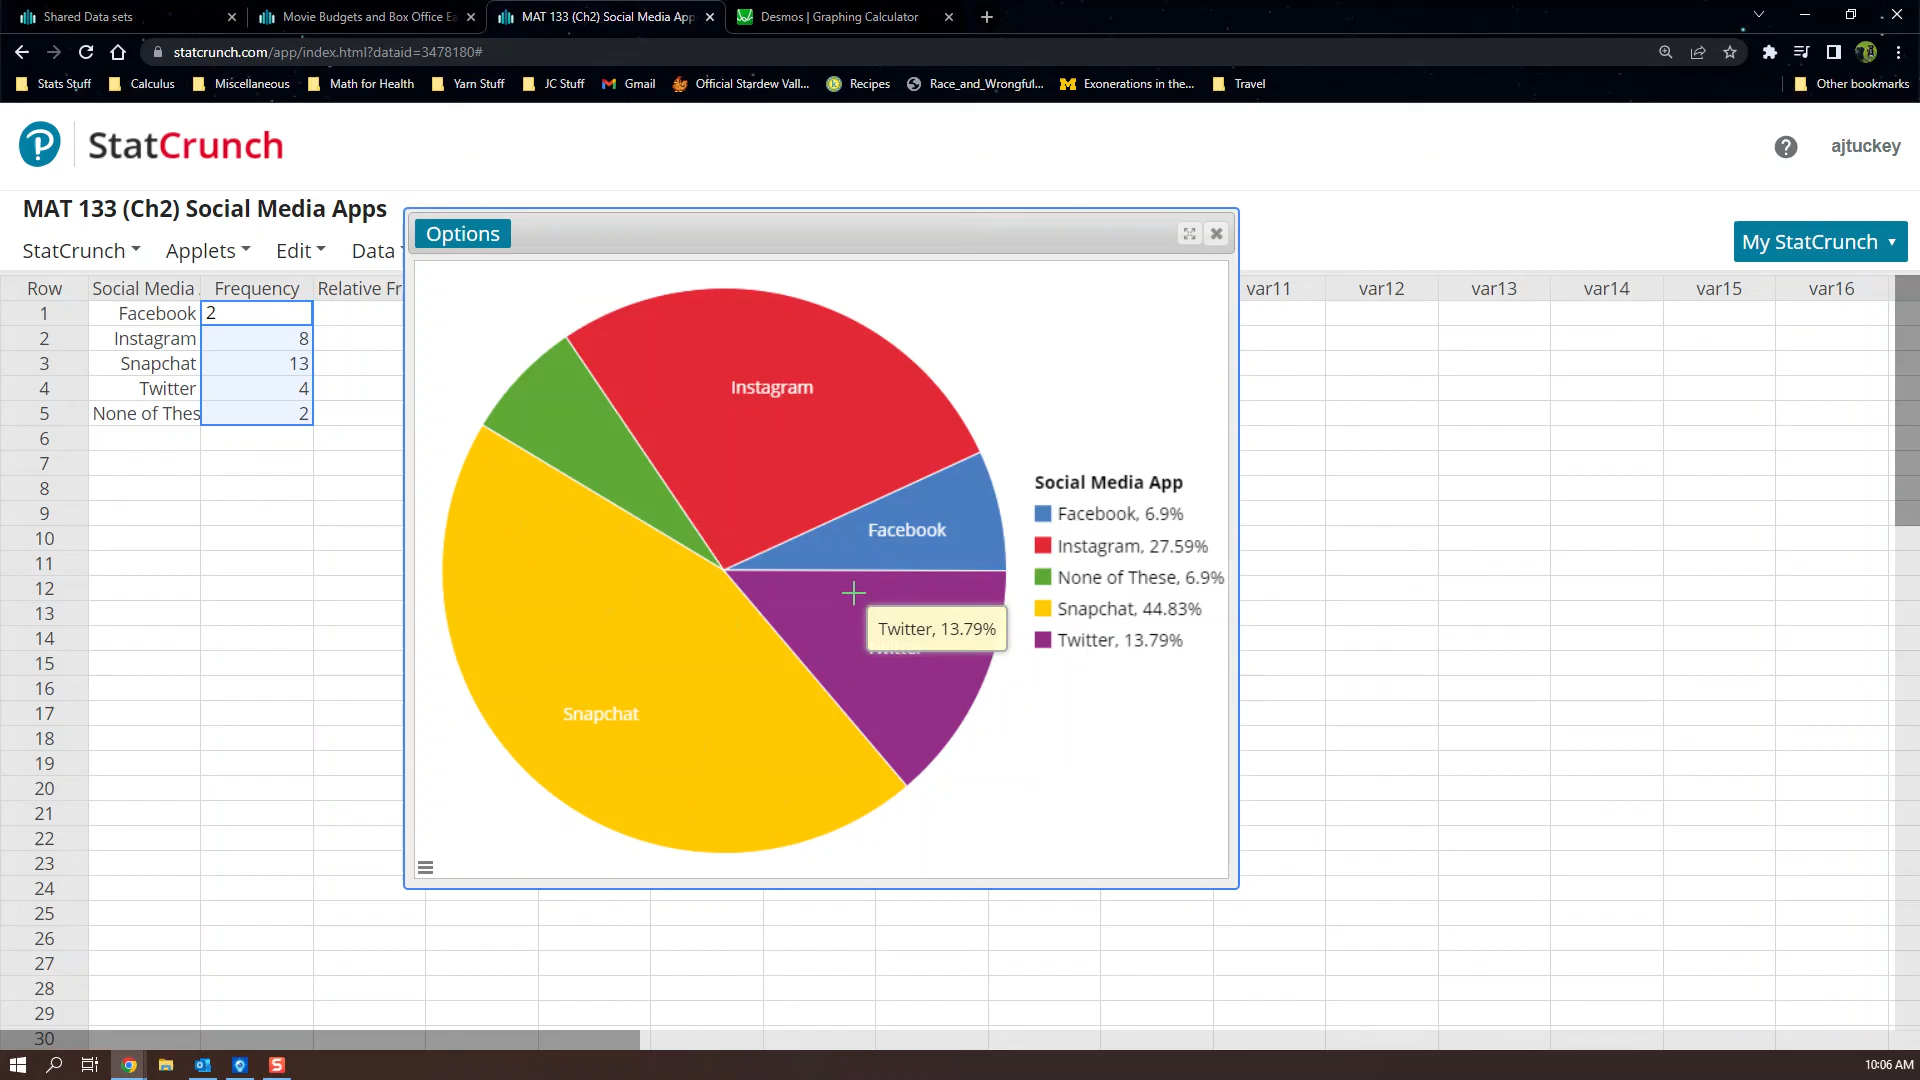 Shared Data sets
Movie Budgets and Box Office Ea
MAT 133 (Ch2) Social Media App
Desmos | Graphing Calculator
statcrunch.com/app/index.html?dataid=3478180#
Stats Stuff
Calculus
Miscellaneous
Math for Health
Yarn Stuff
JC Stuff
Gmail
Official Stardew Vall...
Recipes
Race_and_Wrongful...
Exonerations in the...
Travel
Other bookmarks
StatCrunch
ajtuckey
MAT 133 (Ch2) Social Media Apps
StatCrunch
Applets
Edit
Data
My StatCrunch
Options
Row Social Media Frequency Relative Fr var11 var12 var13 var14 var15 var16
1 Facebook 2
2 Instagram 8
3 Snapchat 13
4 Twitter 4
5 None of Thes 2
6
7
8
9
10
11
12
13
14
15
16
17
18
19
20
21
22
23
24
25
26
27
28
29
30
Instagram
Facebook
Snapchat
Twitter, 13.79%
Social Media App
Facebook, 6.9%
Instagram, 27.59%
None of These, 6.9%
Snapchat, 44.83%
Twitter, 13.79%
10:06 AM